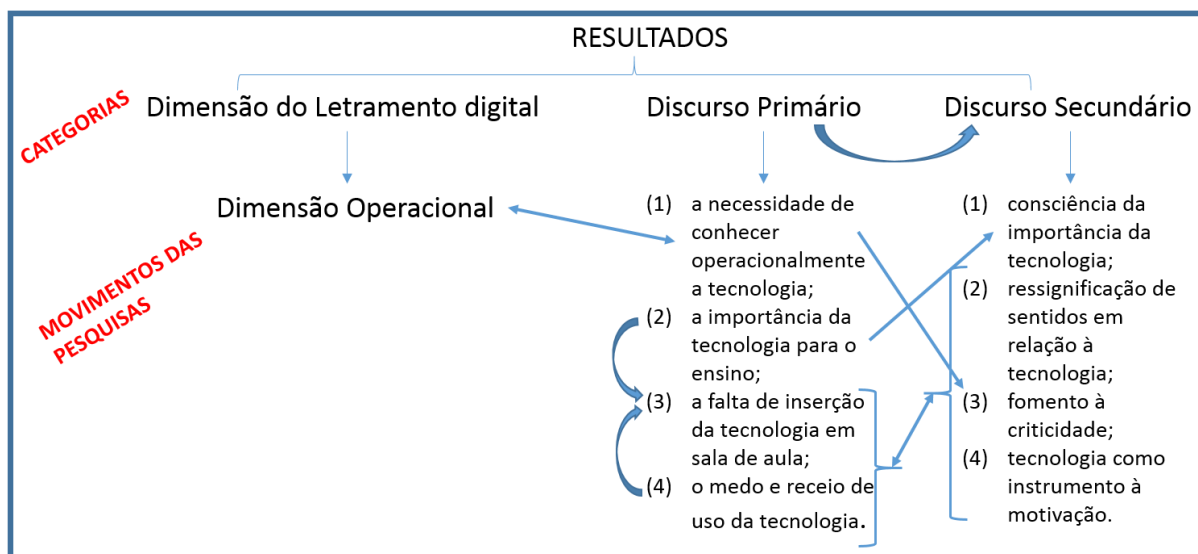 RESULTADOS
CATEGORIAS
Dimensão do Letramento digital
Discurso Primário
Discurso Secundário
MOVIMENTOS DAS
PESQUISAS
Dimensão Operacional
(1) a necessidade de
conhecer
operacionalmente
a tecnologia;
(2) a importância da
tecnologia para o
ensino;
(3) a falta de inserção
da tecnologia em
sala de aula;
(4) o medo e receio de
uso da tecnologia.
(1) consciência da
importância da
tecnologia;
(2) ressignificação de
sentidos em
relação à
tecnologia;
(3) fomento à
criticidade;
(4) tecnologia como
instrumento à
motivação.